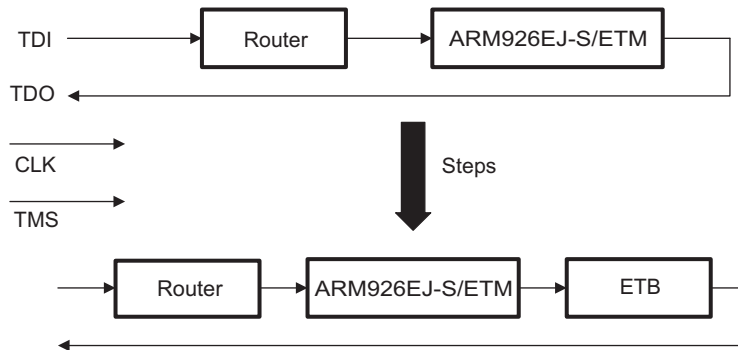 TDI
Router
ARM926EJ-S/ETM
TDO
CLK
Steps
TMS
Router
ARM926EJ-S/ETM
ETB